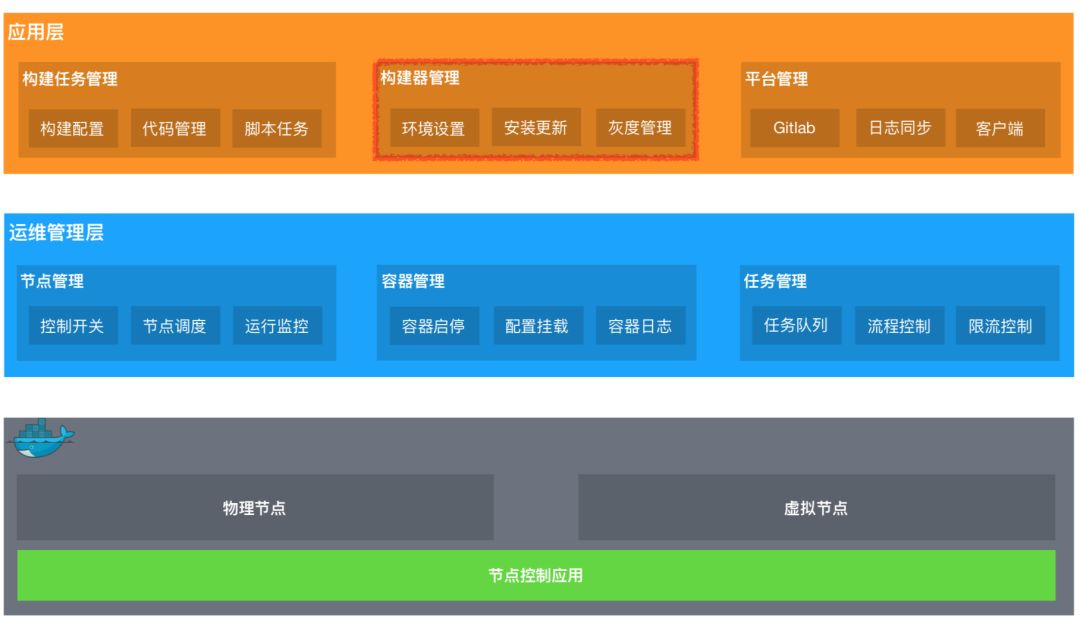 应用层
构建任务管理
构建配置 代码管理 脚本任务
构建器管理
环境设置 安装更新 灰度管理
平台管理
Gitlab 日志同步 客户端
运维管理层
节点管理
控制开关 节点调度 运行监控
容器管理
容器启停 配置挂载 容器日志
任务管理
任务队列 流程控制 限流控制
物理节点 虚拟节点
节点控制应用